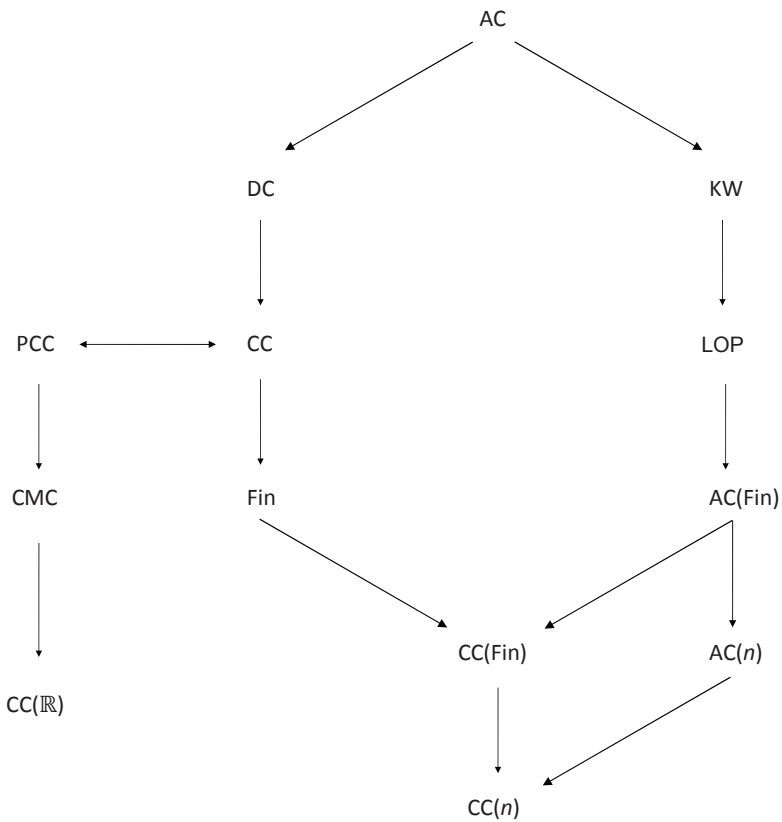 AC
DC KW
PCC CC LOP
CMC Fin AC(Fin)
CC(Fin) AC(n)
CC(ℝ)
CC(n)